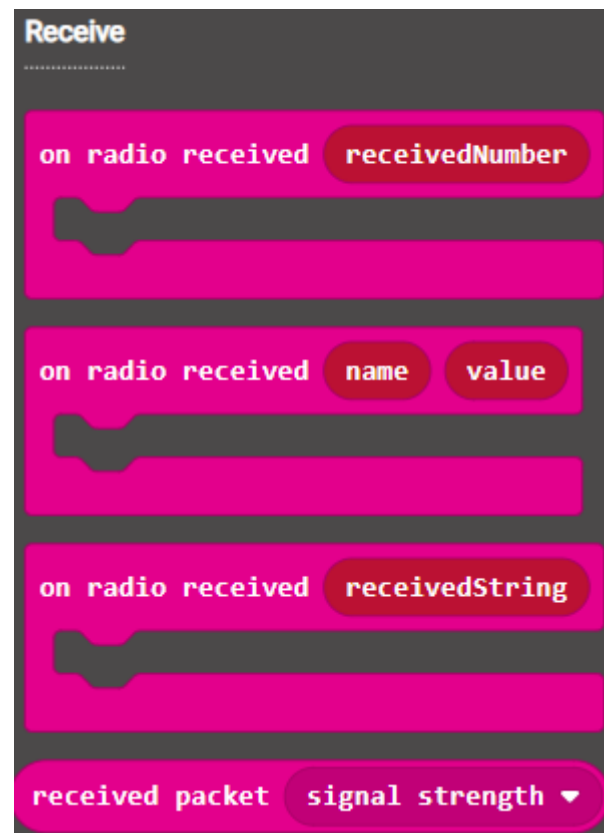 Receive
on radio received receivedNumber
on radio received name value
on radio received receivedString
received packet signal strength